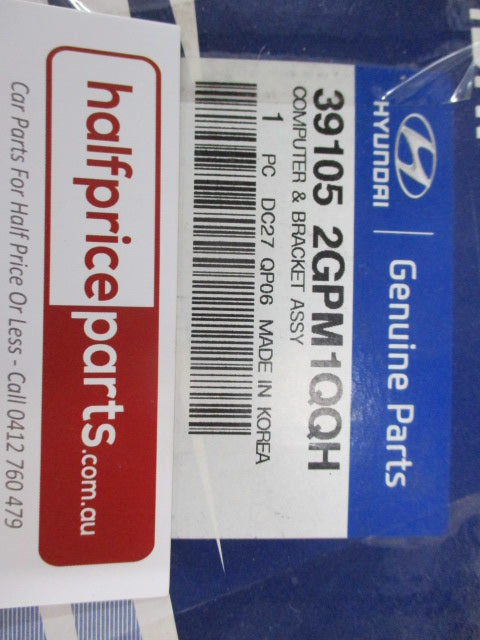 HYUNDAI
Genuine Parts
39105 2GPM1QQH
COMPUTER & BRACKET ASSY
1 PC DC27 QP06 MADE IN KOREA
halfpriceparts.com.au
Car Parts For Half Price Or Less - Call 0412 760 479